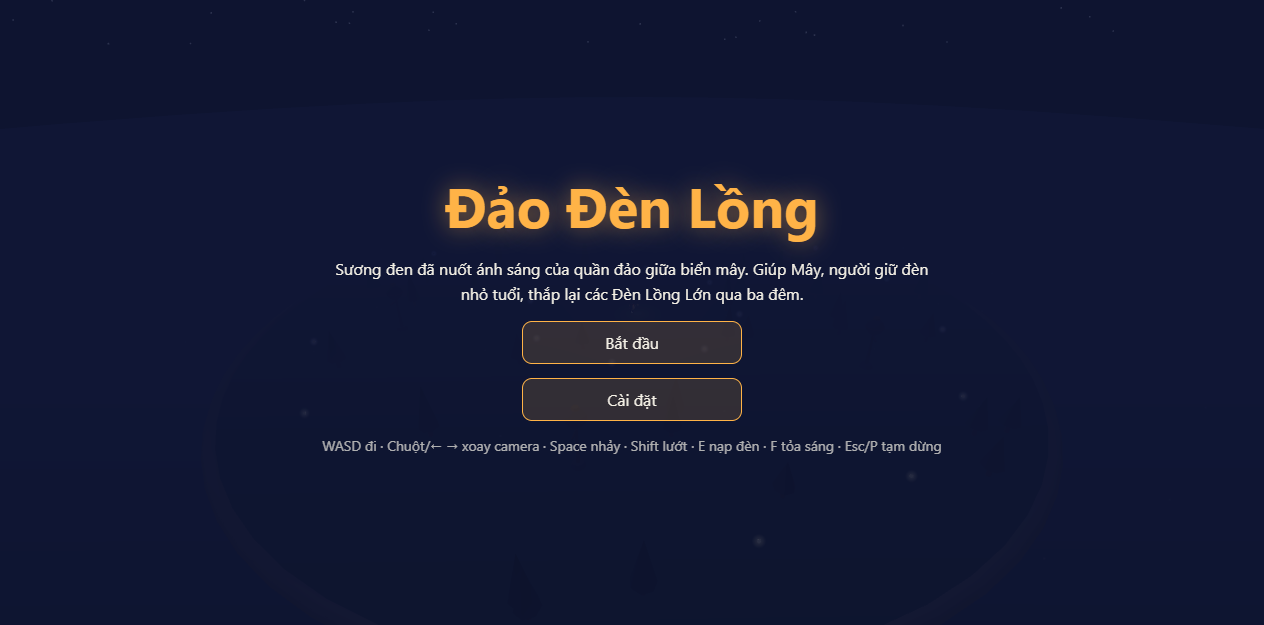 Đảo Đèn Lồng
Sương đen đã nuốt ánh sáng của quần đảo giữa biển mây. Giúp Mây, người giữ đèn
nhỏ tuổi, thắp lại các Đèn Lồng Lớn qua ba đêm.
Bắt đầu
Cài đặt
WASD đi · Chuột/← → xoay camera · Space nhảy · Shift lướt · E nạp đèn · F tỏa sáng · Esc/P tạm dừng